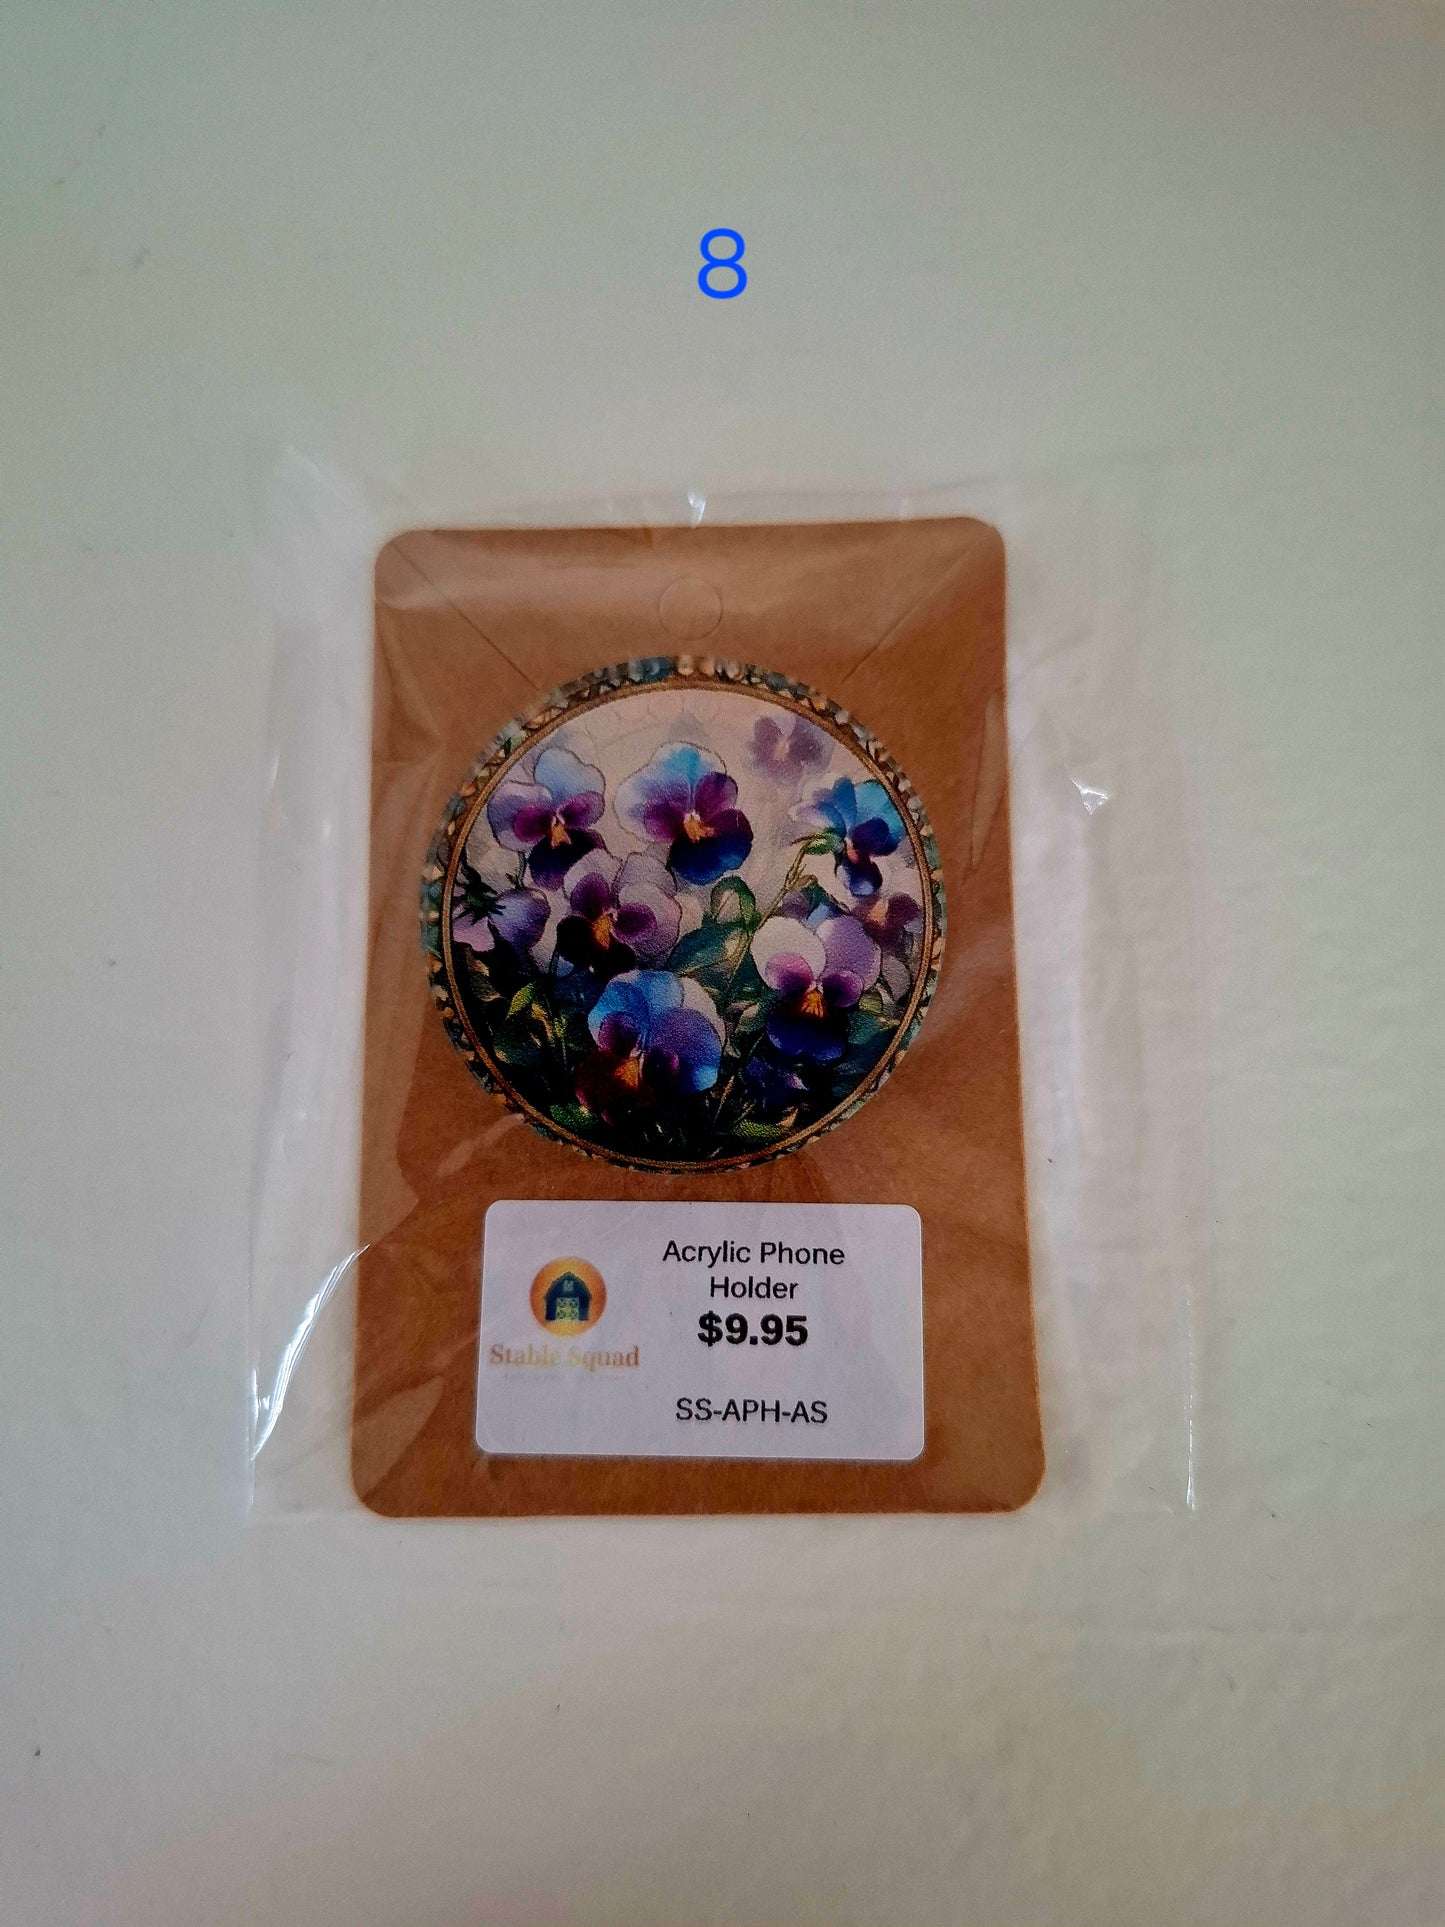 8
Acrylic Phone
Holder
$9.95
Stable Squad
SS-APH-AS